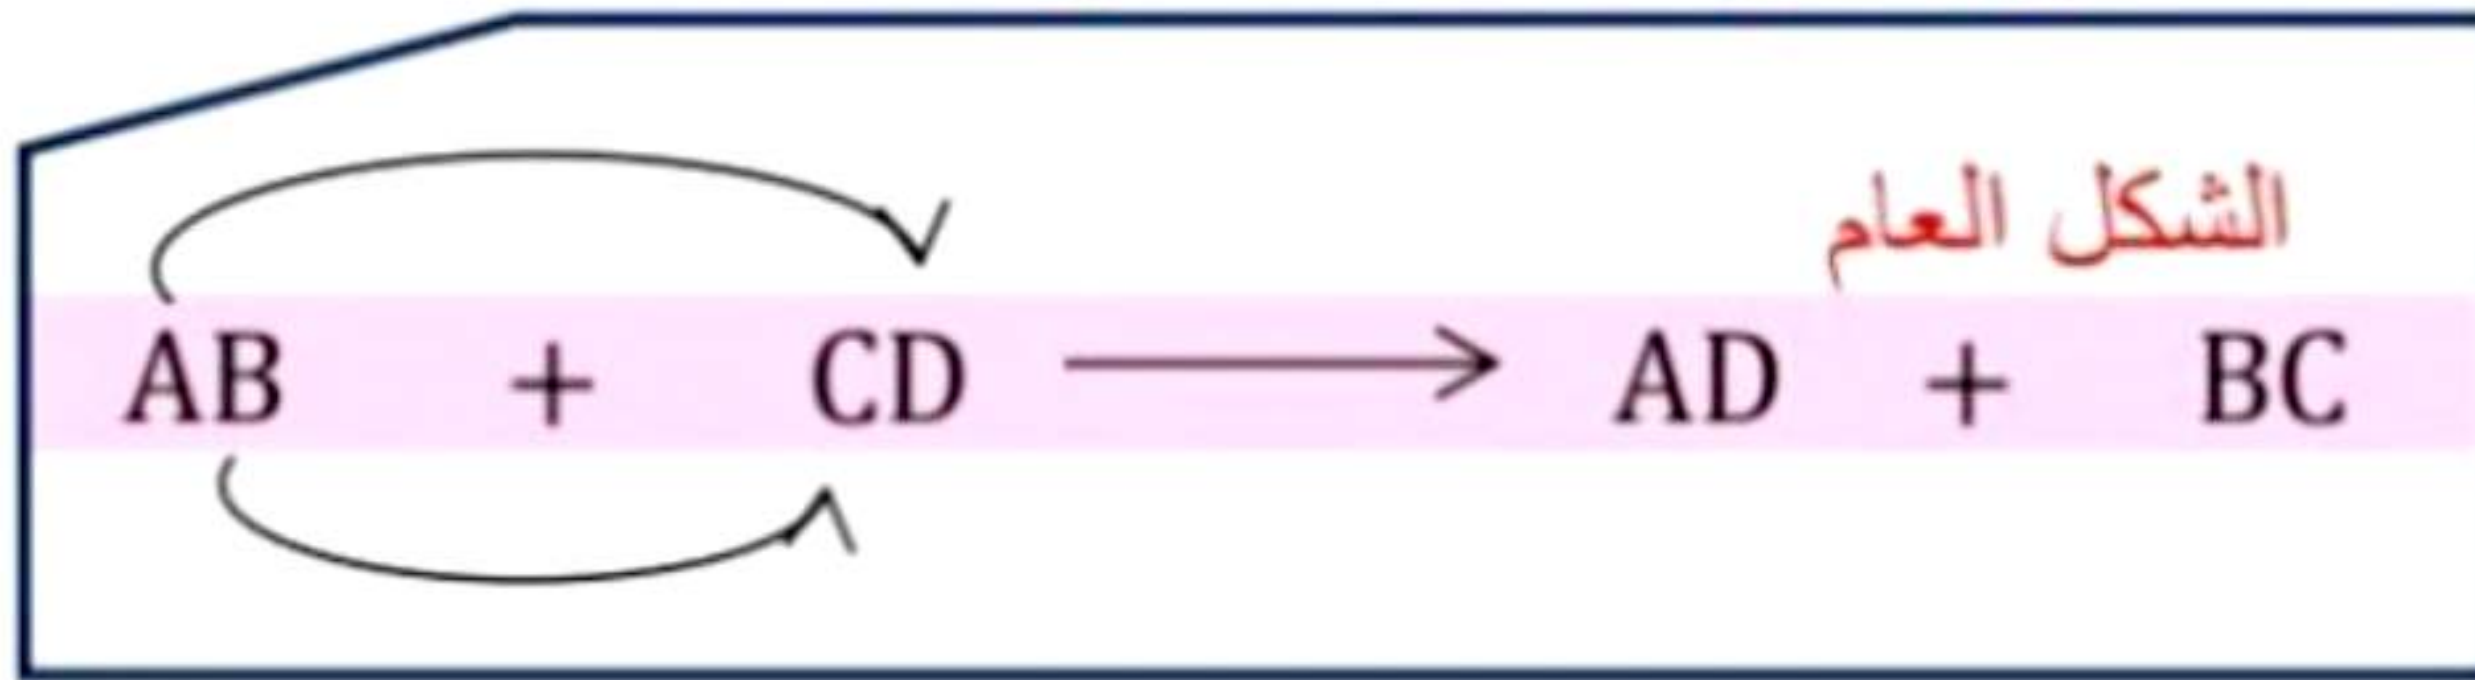 الشكل العام
AB + CD ⟶ AD + BC